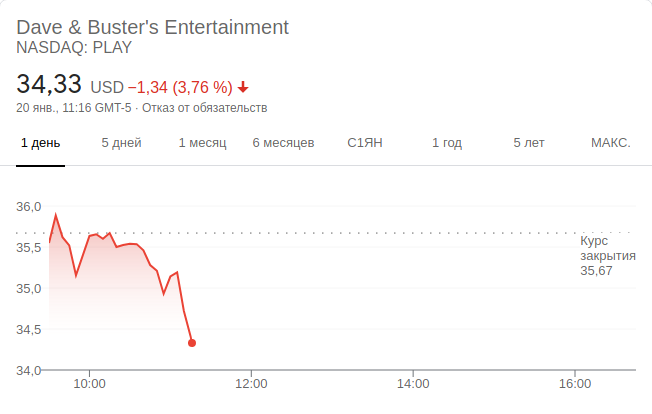 Dave & Buster's Entertainment
NASDAQ: PLAY
34,33 USD −1,34 (3,76 %)
20 янв., 11:16 GMT-5 · Отказ от обязательств
1 день 5 дней 1 месяц 6 месяцев С1ЯН 1 год 5 лет МАКС.
36,0
Курс
35,5
закрытия
35,67
35,0
34,5
34,0
10:00 12:00 14:00 16:00